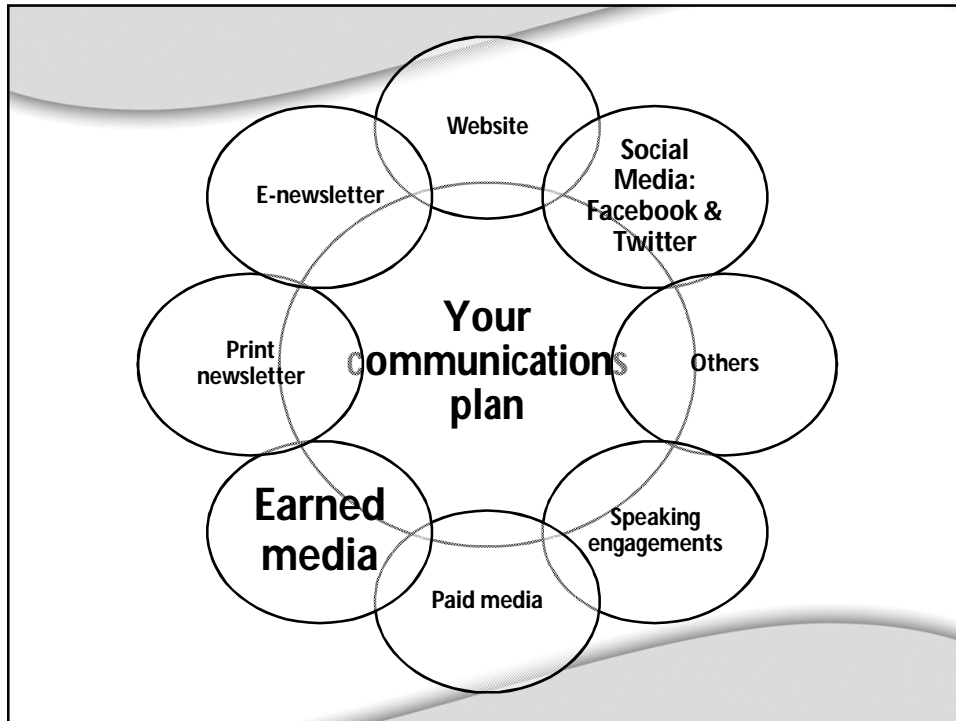 Website
Social
Media:
Facebook &
Twitter
E-newsletter
Your
communications
plan
Print
newsletter
Others
Earned
media
Speaking
engagements
Paid media